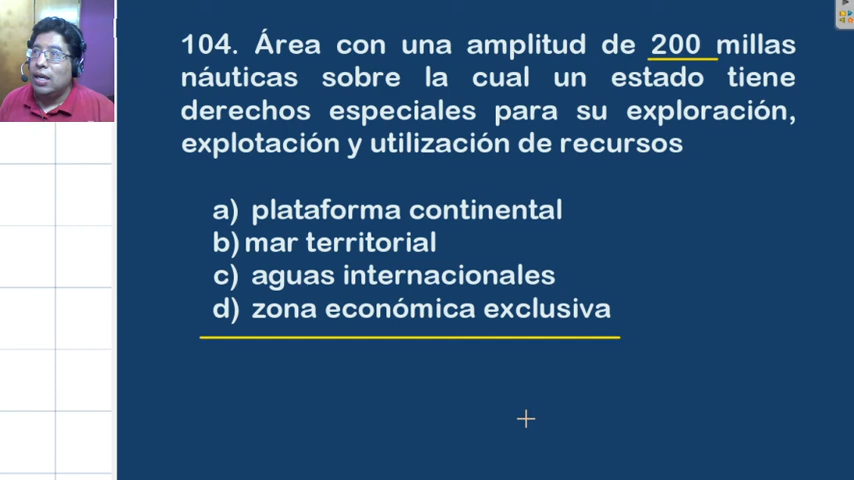 104. Área con una amplitud de 200 millas
náuticas sobre la cual un estado tiene
derechos especiales para su exploración,
explotación y utilización de recursos
a) plataforma continental
b) mar territorial
c) aguas internacionales
d) zona económica exclusiva